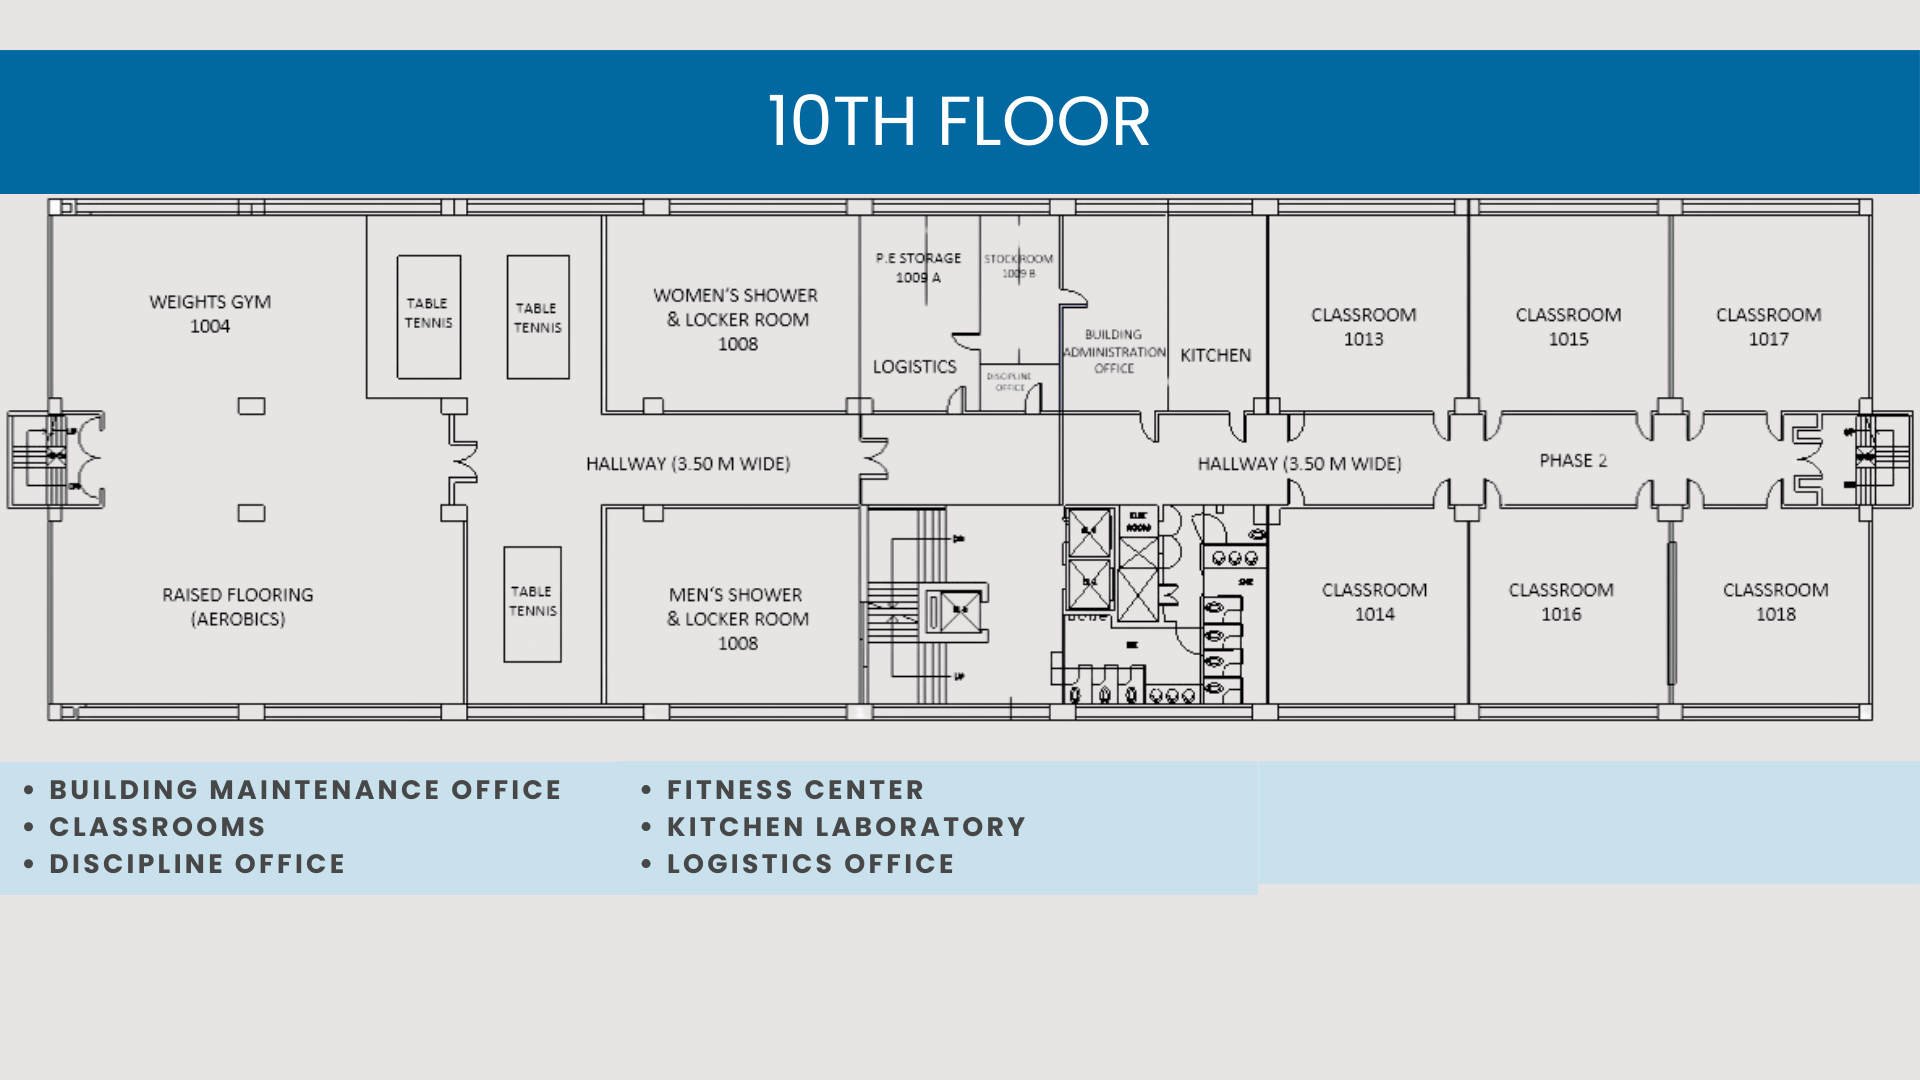 10TH FLOOR
WEIGHTS GYM
1004
TABLE
TENNIS
TABLE
TENNIS
WOMEN'S SHOWER
& LOCKER ROOM
1008
P.E STORAGE
1009 A
LOGISTICS
STOCKROOM
1009 B
DISCIPLINE
OFFICE
BUILDING
ADMINISTRATION
OFFICE
KITCHEN
CLASSROOM
1013
CLASSROOM
1015
CLASSROOM
1017
HALLWAY (3.50 M WIDE)
HALLWAY (3.50 M WIDE)
PHASE 2
RAISED FLOORING
(AEROBICS)
TABLE
TENNIS
MEN'S SHOWER
& LOCKER ROOM
1008
ROOM
CLASSROOM
1014
CLASSROOM
1016
CLASSROOM
1018
• BUILDING MAINTENANCE OFFICE
• CLASSROOMS
• DISCIPLINE OFFICE
• FITNESS CENTER
• KITCHEN LABORATORY
• LOGISTICS OFFICE